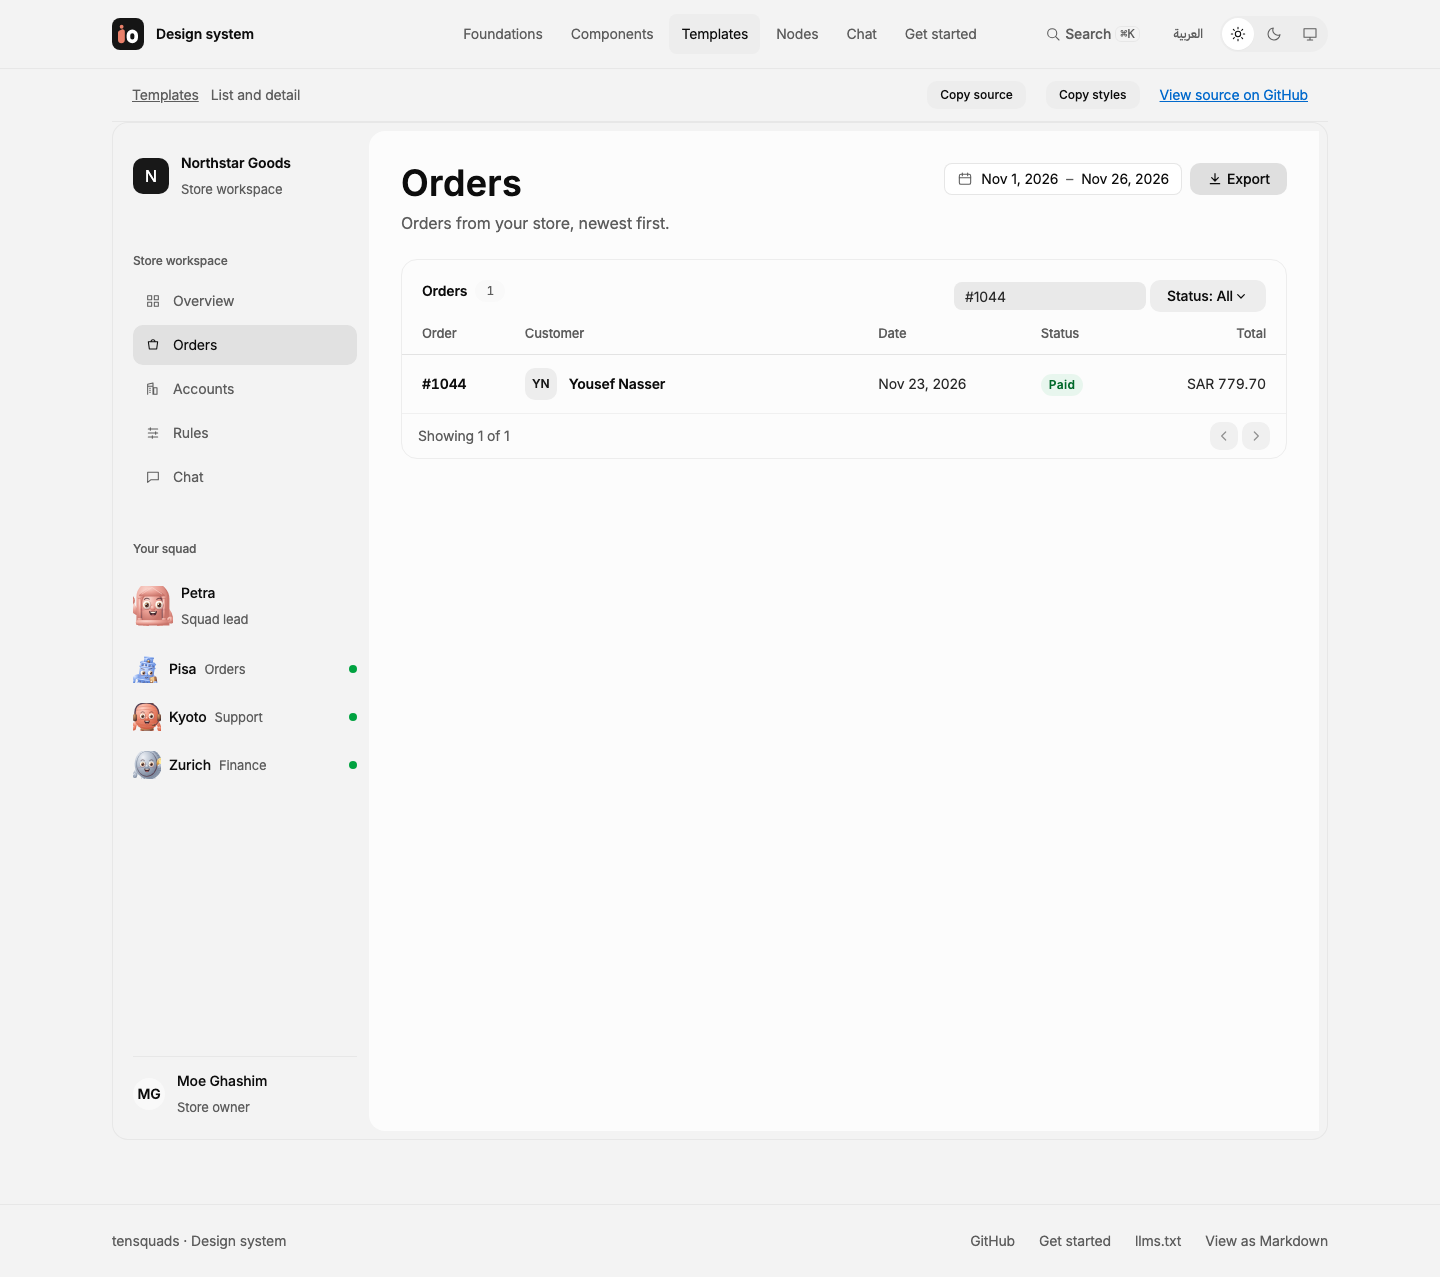 io Design system
Foundations Components Templates Nodes Chat Get started
Search ⌘K العربية
Templates List and detail
Copy source Copy styles View source on GitHub
N Northstar Goods
Store workspace
Store workspace
Overview
Orders
Accounts
Rules
Chat
Your squad
Petra
Squad lead
Pisa Orders
Kyoto Support
Zurich Finance
MG Moe Ghashim
Store owner
Orders
Orders from your store, newest first.
Nov 1, 2026 – Nov 26, 2026 Export
Orders 1
#1044 Status: All
Order Customer Date Status Total
#1044 YN Yousef Nasser Nov 23, 2026 Paid SAR 779.70
Showing 1 of 1
tensquads · Design system
GitHub Get started llms.txt View as Markdown